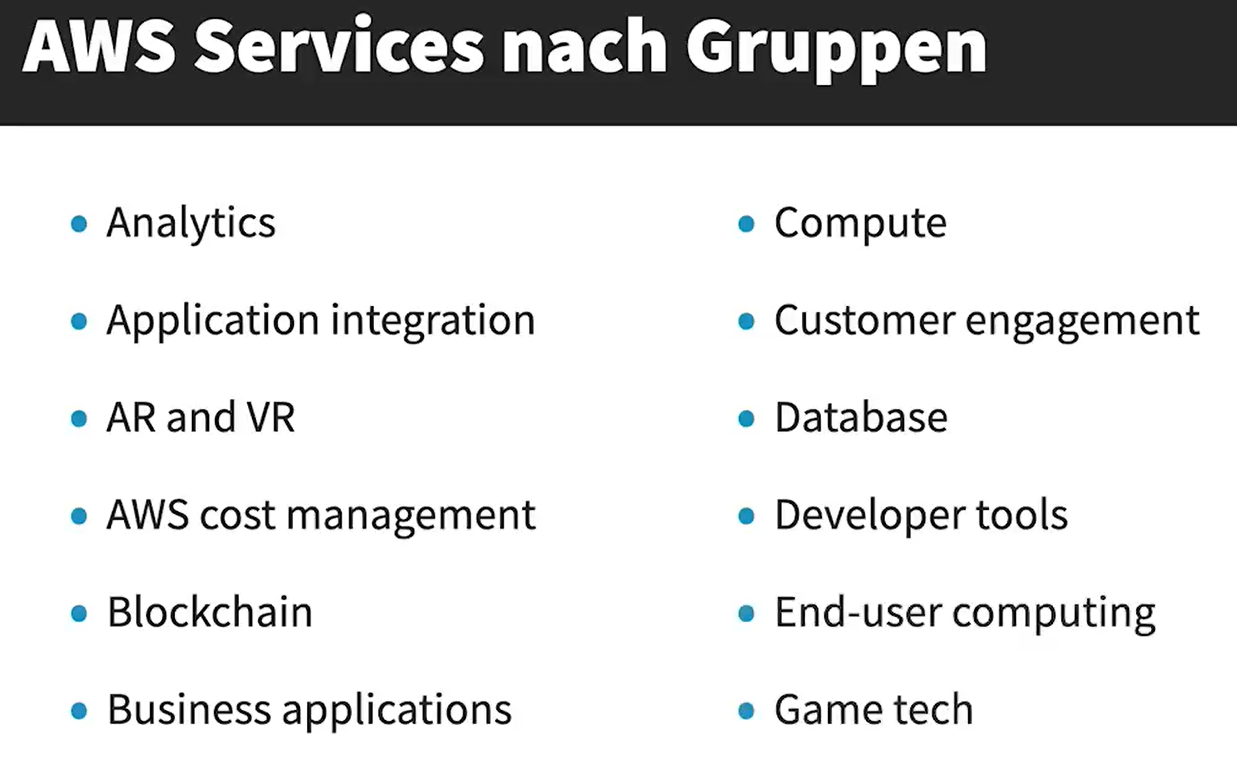 AWS Services nach Gruppen
Analytics
Application integration
AR and VR
AWS cost management
Blockchain
Business applications
Compute
Customer engagement
Database
Developer tools
End-user computing
Game tech